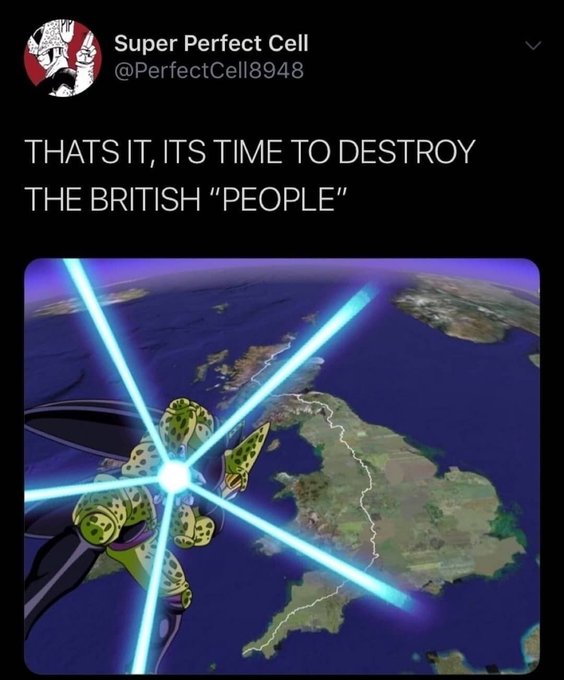 Super Perfect Cell
@PerfectCell8948
THATS IT, ITS TIME TO DESTROY
THE BRITISH “PEOPLE”